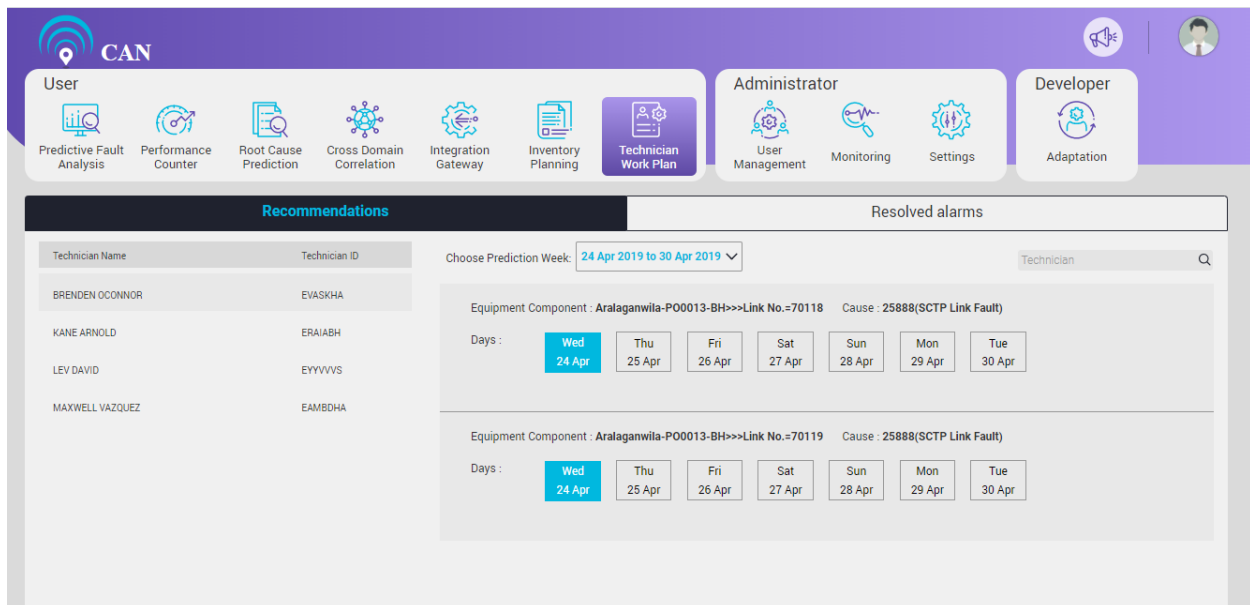 CAN
User
Administrator
Developer
Predictive Fault
Analysis
Performance
Counter
Root Cause
Prediction
Cross Domain
Correlation
Integration
Gateway
Inventory
Planning
Technician
Work Plan
User
Management
Monitoring
Settings
Adaptation
Recommendations
Resolved alarms
Technician Name Technician ID
BRENDEN OCONNOR EVASKHA
KANE ARNOLD ERAIABH
LEV DAVID EYYVVVS
MAXWELL VAZQUEZ EAMBDHA
Choose Prediction Week: 24 Apr 2019 to 30 Apr 2019
Technician
Equipment Component : Aralaganwila-PO0013-BH>>>Link No.=70118 Cause : 25888(SCTP Link Fault)
Days : Wed Thu Fri Sat Sun Mon Tue
24 Apr 25 Apr 26 Apr 27 Apr 28 Apr 29 Apr 30 Apr
Equipment Component : Aralaganwila-PO0013-BH>>>Link No.=70119 Cause : 25888(SCTP Link Fault)
Days : Wed Thu Fri Sat Sun Mon Tue
24 Apr 25 Apr 26 Apr 27 Apr 28 Apr 29 Apr 30 Apr